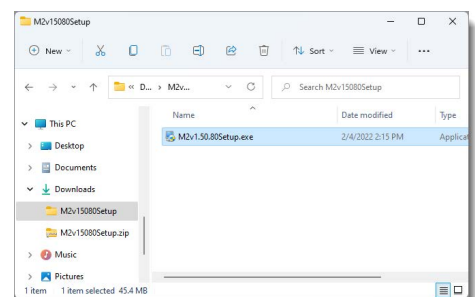 M2v15080Setup
New
Sort
View
« D... › M2v...
Search M2v15080Setup
Name
Date modified
Type
This PC
Desktop
Documents
Downloads
M2v15080Setup
M2v15080Setup.zip
Music
Pictures
M2v1.50.80Setup.exe
2/4/2022 2:15 PM
Applicat
1 item
1 item selected 45.4 MB